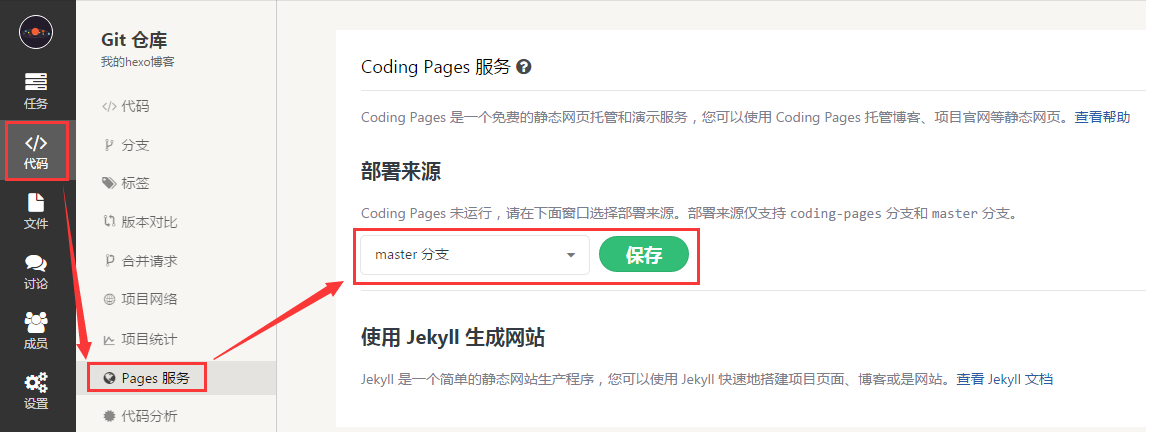 任务
代码
文件
讨论
成员
设置
Git 仓库
我的hexo博客
代码
分支
标签
版本对比
合并请求
项目网络
项目统计
Pages 服务
代码分析
Coding Pages 服务
Coding Pages 是一个免费的静态网页托管和演示服务，您可以使用 Coding Pages 托管博客、项目官网等静态网页。查看帮助
部署来源
Coding Pages 未运行，请在下面窗口选择部署来源。部署来源仅支持 coding-pages 分支和 master 分支。
master 分支
保存
使用 Jekyll 生成网站
Jekyll 是一个简单的静态网站生产程序，您可以使用 Jekyll 快速地搭建项目页面、博客或是网站。查看 Jekyll 文档